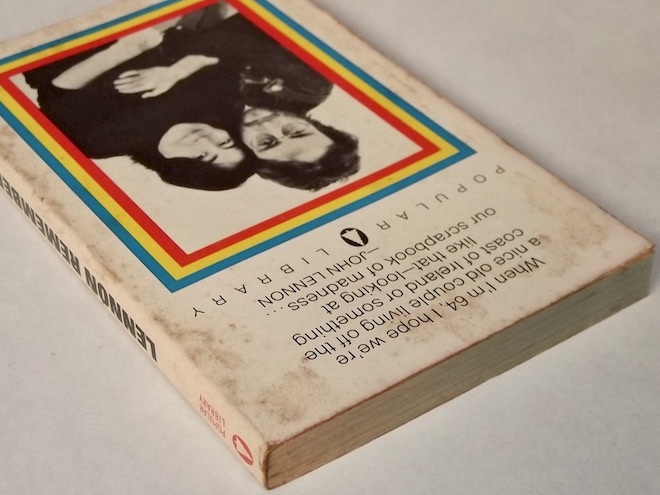 When I'm 64, I hope we're
a nice old couple living off the
coast of Ireland or something
like that—looking at
our scrapbook of madness ...
—JOHN LENNON
POPULAR LIBRARY
LENNON REMEMBE
POPULAR
LIBRARY